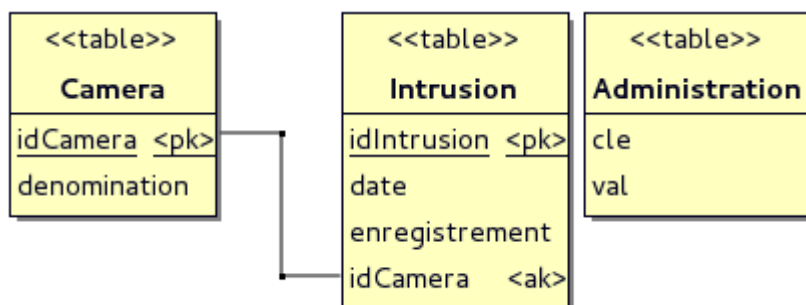 <<table>>
Camera
idCamera <pk>
denomination
<<table>>
Intrusion
idIntrusion <pk>
date
enregistrement
idCamera <ak>
<<table>>
Administration
cle
val